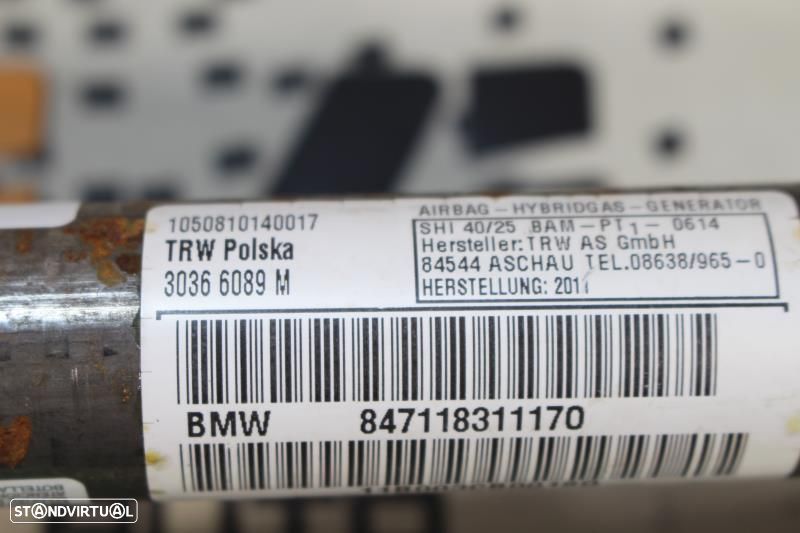 1050810140017
TRW Polska
3036 6089 M
AIRBAG-HYBRIDGAS-GENERATOR
SHI 40/25 BAM-PT1-0614
Hersteller:TRW AS GmbH
84544 ASCHAU TEL.08638/965-0
HERSTELLUNG: 2011
BMW 847118311170
STANDVIRTUAL